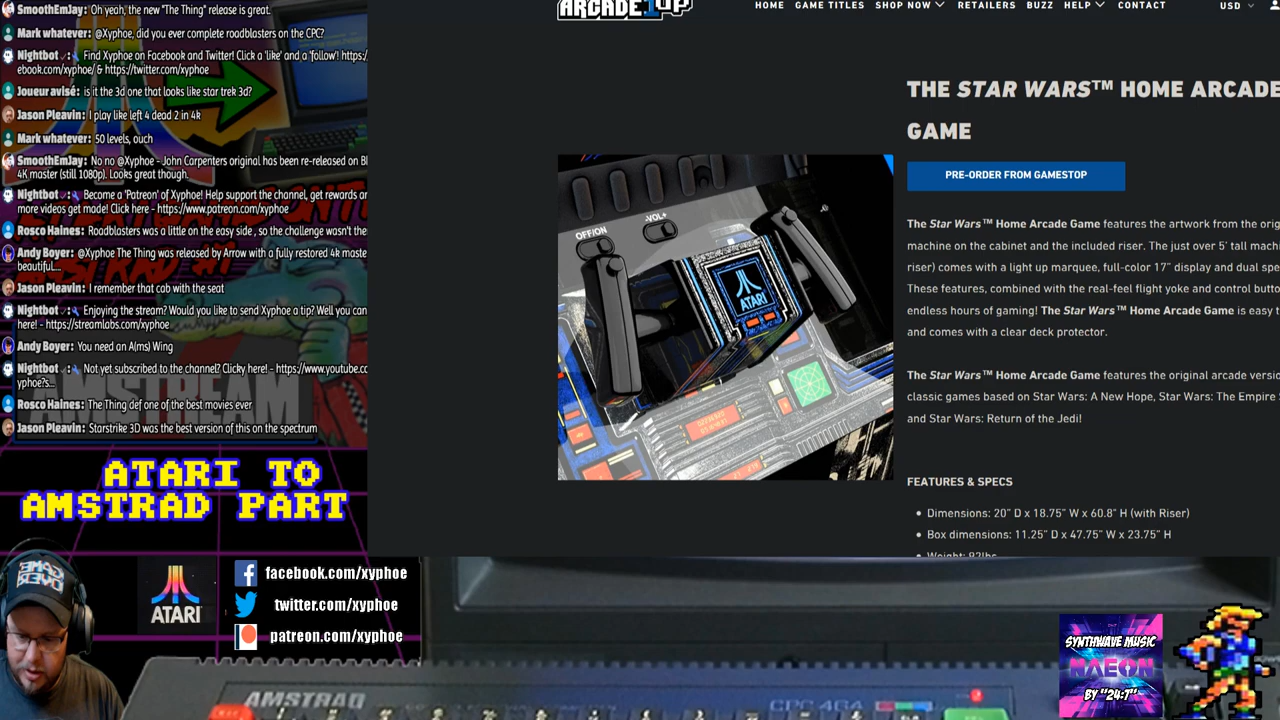 SmoothEmJay: Oh yeah, the new "The Thing" release is great.
Mark whatever: @Xyphoe, did you ever complete roadblasters on the CPC?
Nightbot: Find Xyphoe on Facebook and Twitter! Click a 'like' and a 'follow'! https:/
ebook.com/xyphoe/ & https://twitter.com/xyphoe
Joueur avisé: is it the 3d one that looks like star trek 3d?
Jason Pleavin: I play like left 4 dead 2 in 4k
Mark whatever: 50 levels, ouch
SmoothEmJay: No no @Xyphoe - John Carpenters original has been re-released on Bl
4K master (still 1080p). Looks great though.
Nightbot: Become a 'Patreon' of Xyphoe! Help support the channel, get rewards ar
more videos get made! Click here - https://www.patreon.com/xyphoe
Rosco Haines: Roadblasters was a little on the easy side , so the challenge wasn't the
Boyer: @Xyphoe The Thing was released by Arrow with a fully restored 4k maste
beautiful...
Jason Pleavin: I remember that cab with the seat
Nightbot: Enjoying the stream? Would you like to send Xyphoe a tip? Well you can
here! - https://streamlabs.com/xyphoe
Andy Boyer: You need an A(ms) Wing
Nightbot: Not yet subscribed to the channel? Clicky here! - https://www.youtube.cc
yphoe?s...
Rosco Haines: The Thing def one of the best movies ever
Jason Pleavin: Starstrike 3D was the best version of this on the spectrum
AMSTREAM
ATARI TO
AMSTRAD PART
ATARI
facebook.com/xyphoe
twitter.com/xyphoe
patreon.com/xyphoe
ARCADE1UP
HOME GAME TITLES SHOP NOW RETAILERS BUZZ HELP CONTACT USD
THE STAR WARS™ HOME ARCADE
GAME
PRE-ORDER FROM GAMESTOP
The Star Wars™ Home Arcade Game features the artwork from the orig
machine on the cabinet and the included riser. The just over 5' tall mach
riser) comes with a light up marquee, full-color 17" display and dual spe
These features, combined with the real-feel flight yoke and control butto
endless hours of gaming! The Star Wars™ Home Arcade Game is easy t
and comes with a clear deck protector.
The Star Wars™ Home Arcade Game features the original arcade versio
classic games based on Star Wars: A New Hope, Star Wars: The Empire S
and Star Wars: Return of the Jedi!
FEATURES & SPECS
Dimensions: 20" D x 18.75" W x 60.8" H (with Riser)
Box dimensions: 11.25" D x 47.75" W x 23.75" H
Weight: 92lbs
OFF/ON
-VOL+
ATARI
AMSTRAD
CPC 464
SYNTHWAVE MUSIC
NAEON
BY "24:7"